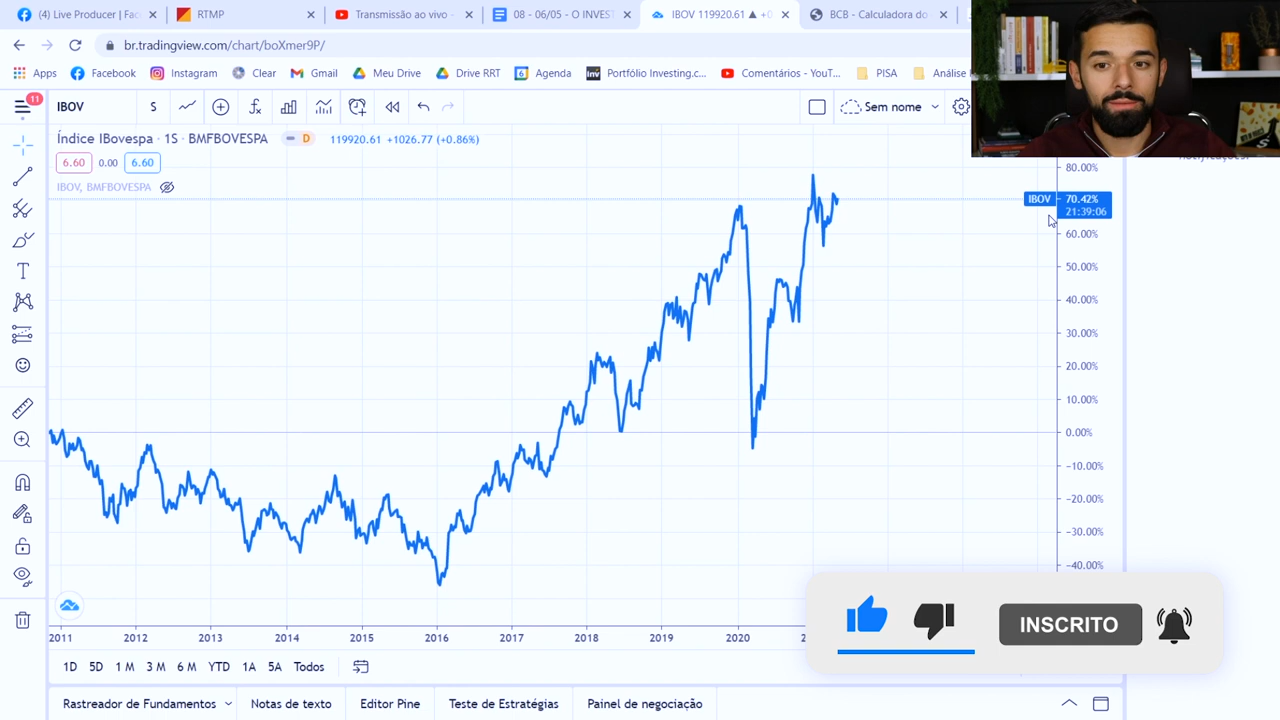 (4) Live Producer | Fac
RTMP
Transmissão ao vivo -
08 - 06/05 - O INVEST
IBOV 119920.61 ▲ +0
BCB - Calculadora do
br.tradingview.com/chart/boXmer9P/
Apps
Facebook
Instagram
Clear
Gmail
Meu Drive
Drive RRT
Agenda
Portfólio Investing.c...
Comentários - YouT...
PISA
Análise
11
IBOV
S
Sem nome
Índice IBovespa · 1S · BMFBOVESPA
D
119920.61 +1026.77 (+0.86%)
6.60 0.00 6.60
IBOV, BMFBOVESPA
80.00%
IBOV 70.42%
21:39:06
60.00%
50.00%
40.00%
30.00%
20.00%
10.00%
0.00%
-10.00%
-20.00%
-30.00%
-40.00%
2011 2012 2013 2014 2015 2016 2017 2018 2019 2020
INSCRITO
1D 5D 1 M 3 M 6 M YTD 1A 5A Todos
Rastreador de Fundamentos
Notas de texto
Editor Pine
Teste de Estratégias
Painel de negociação